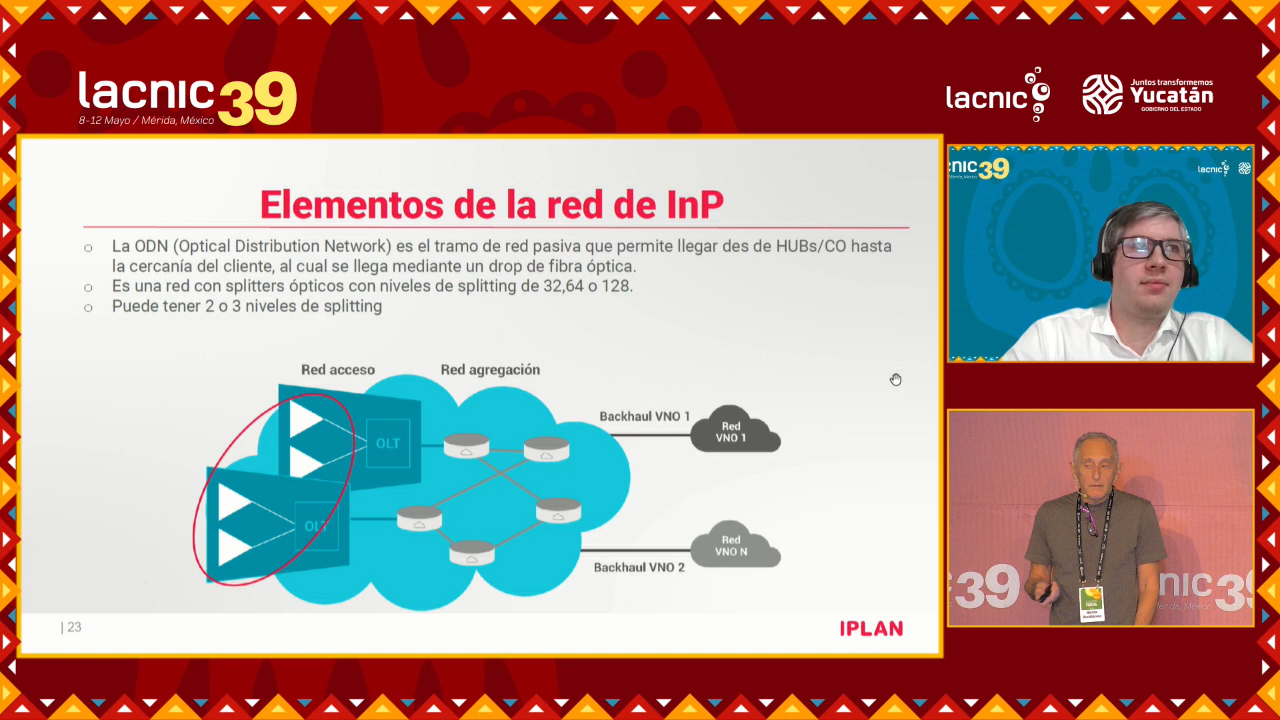 lacnic39
8-12 Mayo / Mérida, México
lacnic
Juntos transformemos
Yucatán
GOBIERNO DEL ESTADO
Elementos de la red de InP
La ODN (Optical Distribution Network) es el tramo de red pasiva que permite llegar des de HUBs/CO hasta
la cercanía del cliente, al cual se llega mediante un drop de fibra óptica.
Es una red con splitters ópticos con niveles de splitting de 32,64 o 128.
Puede tener 2 o 3 niveles de splitting
Red acceso
Red agregación
OLT
OLT
Backhaul VNO 1
Red
VNO 1
Red
VNO N
Backhaul VNO 2
| 23
IPLAN
NIC39
lacnic
39
NIC
39